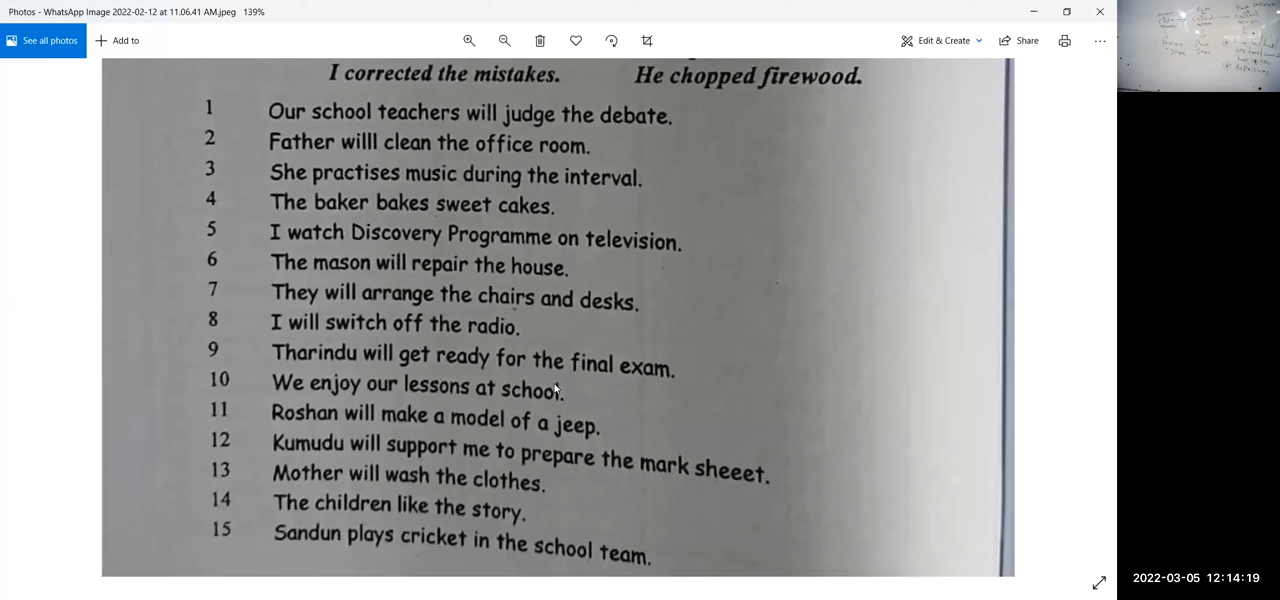 Photos - WhatsApp Image 2022-02-12 at 11.06.41 AM.jpeg 139%
See all photos
Add to
Edit & Create
Share
I corrected the mistakes. He chopped firewood.
1 Our school teachers will judge the debate.
2 Father willl clean the office room.
3 She practises music during the interval.
4 The baker bakes sweet cakes.
5 I watch Discovery Programme on television.
6 The mason will repair the house.
7 They will arrange the chairs and desks.
8 I will switch off the radio.
9 Tharindu will get ready for the final exam.
10 We enjoy our lessons at school.
11 Roshan will make a model of a jeep.
12 Kumudu will support me to prepare the mark sheeet.
13 Mother will wash the clothes.
14 The children like the story.
15 Sandun plays cricket in the school team.
2022-03-05 12:14:19